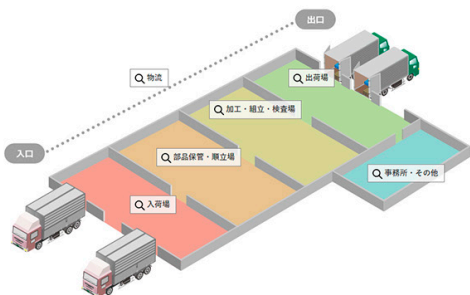 出口
物流
出荷場
加工・組立・検査場
入口
部品保管・順立場
事務所・その他
入荷場